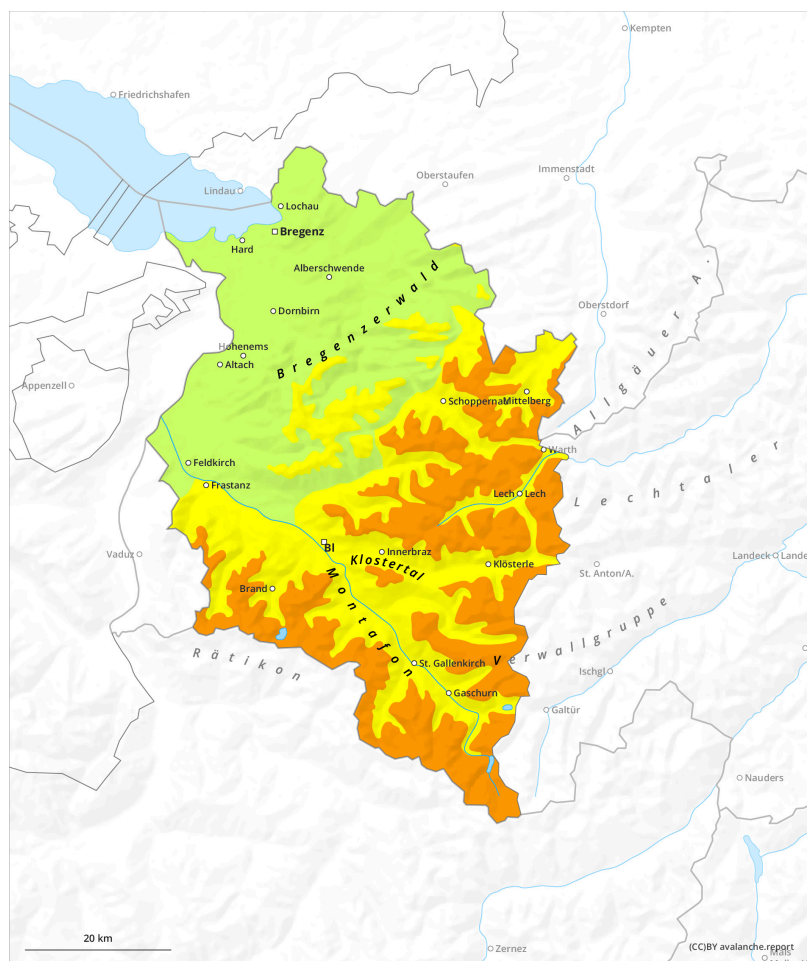 Kempten
Friedrichshafen
Immenstadt
Oberstaufen
Lindau
Lochau
Bregenz
Hard
Alberschwende
Oberstdorf
Dornbirn
Bregenzerwald
Allgäuer A.
Hohenems
Altach
Appenzell
Schoppernau
Mittelberg
Warth
Feldkirch
Frastanz
Lech
Lech
Lechtaler
Bl
Innerbraz
Vaduz
Klostertal
Klösterle
Landeck
Lande
St. Anton/A.
Brand
Montafon
Rätikon
St. Gallenkirch
Verwallgruppe
Ischgl
Gaschurn
Galtür
Nauders
20 km
Zernez
(CC)BY avalanche.report
Mals